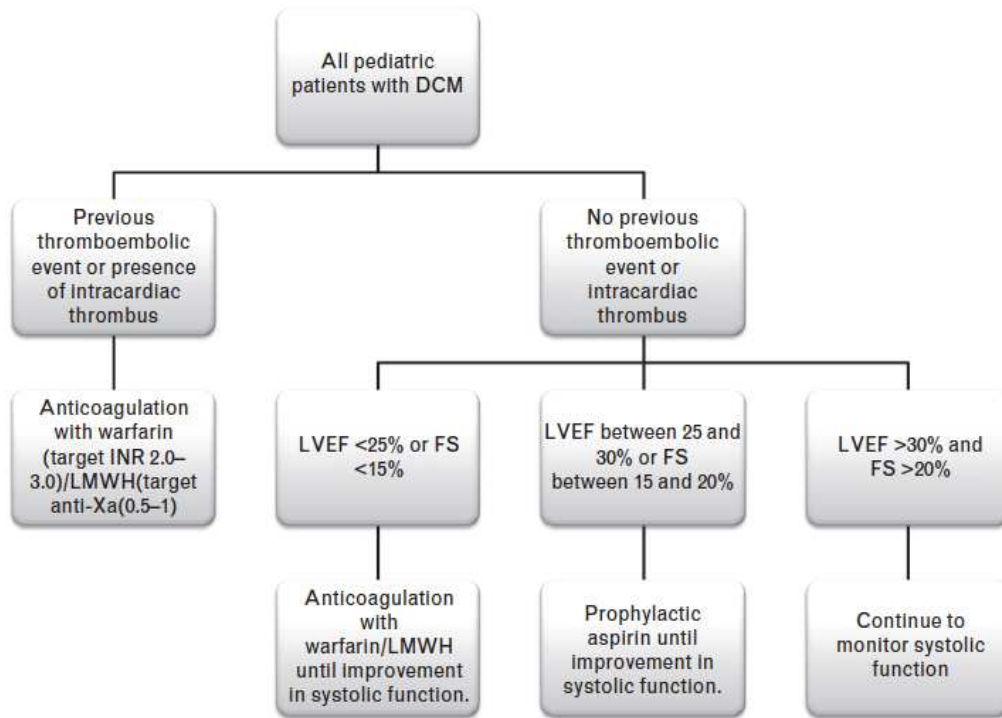 All pediatric
patients with DCM
Previous
thromboembolic
event or presence
of intracardiac
thrombus
No previous
thromboembolic
event or
intracardiac
thrombus
Anticoagulation
with warfarin
(target INR 2.0–
3.0)/LMWH(target
anti-Xa(0.5–1)
LVEF <25% or FS
<15%
LVEF between 25 and
30% or FS
between 15 and 20%
LVEF >30% and
FS >20%
Anticoagulation
with
warfarin/LMWH
until improvement
in systolic function.
Prophylactic
aspirin until
improvement in
systolic function.
Continue to
monitor systolic
function